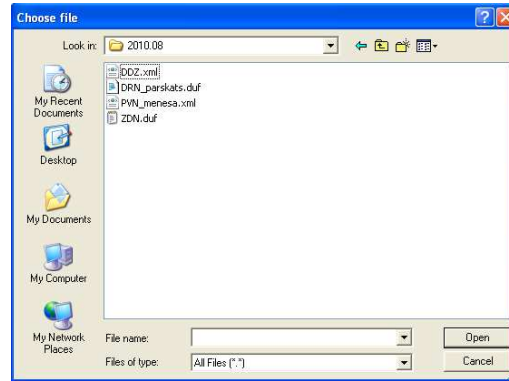 Choose file
Look in: 2010.08
DDZ.xml
DRN_parskats.duf
PVN_menesa.xml
ZDN.duf
My Recent
Documents
Desktop
My Documents
My Computer
My Network
Places
File name:
Open
Files of type: All Files (*.*)
Cancel